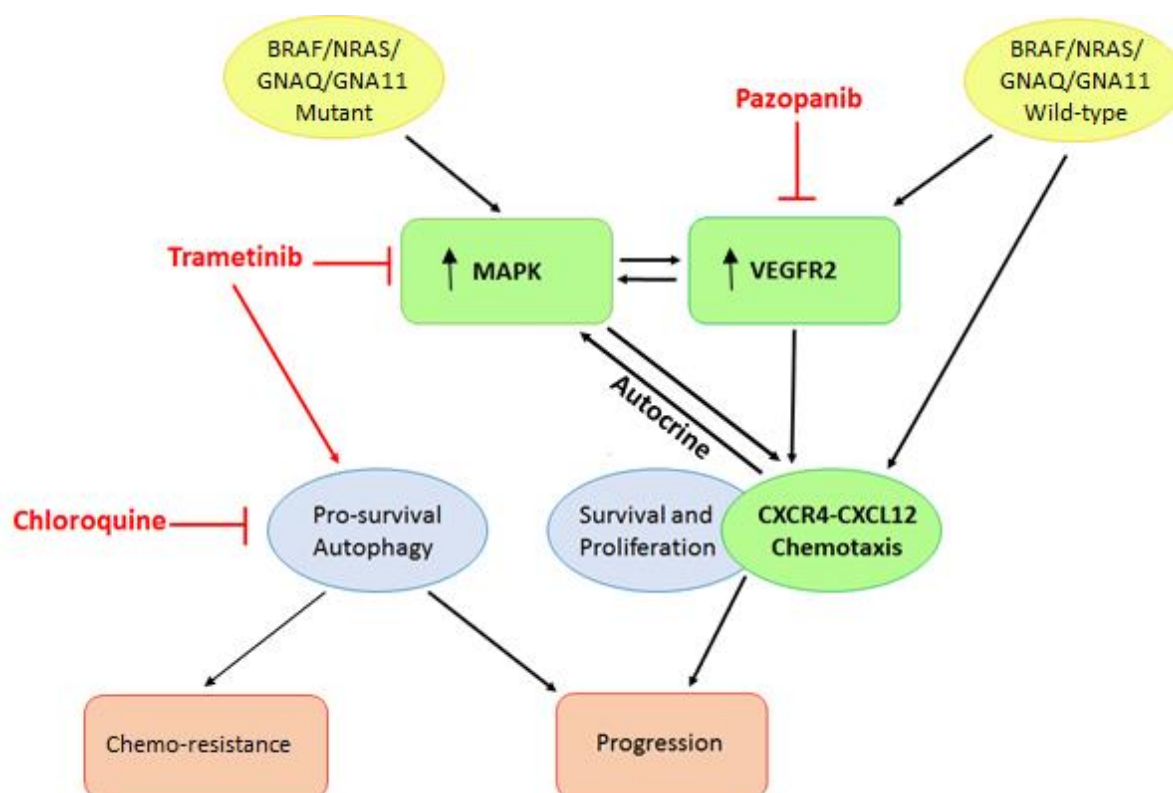 BRAF/NRAS/
GNAQ/GNA11
Mutant
BRAF/NRAS/
GNAQ/GNA11
Wild-type
Pazopanib
Trametinib
MAPK
VEGFR2
Autocrine
Chloroquine
Pro-survival
Autophagy
Survival and
Proliferation
CXCR4-CXCL12
Chemotaxis
Chemo-resistance
Progression